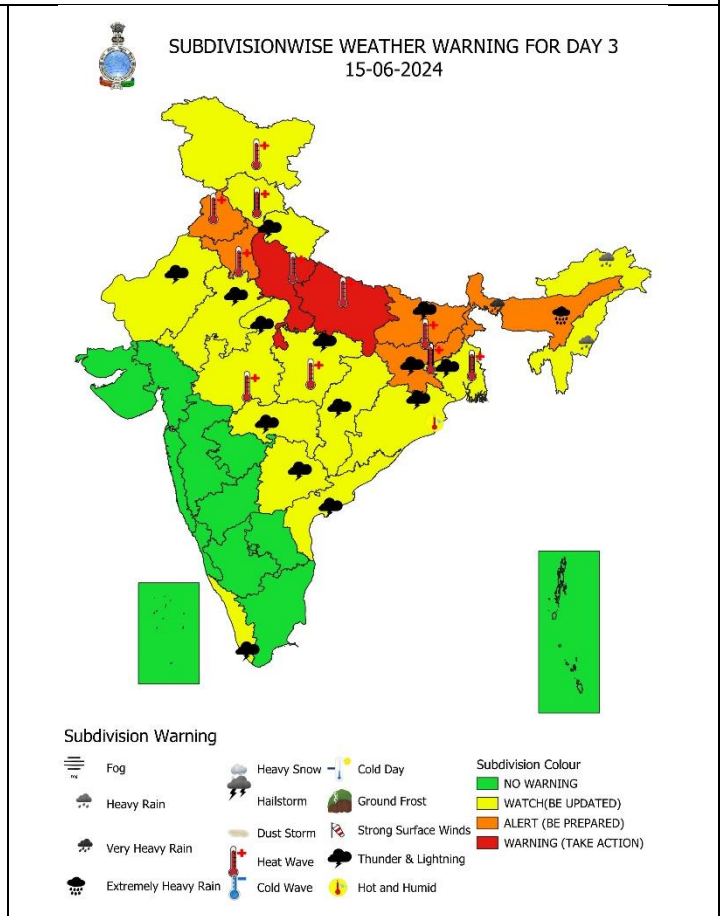 SUBDIVISIONWISE WEATHER WARNING FOR DAY 3
15-06-2024
Subdivision Warning
Fog
Heavy Rain
Very Heavy Rain
Extremely Heavy Rain
Heavy Snow
Hailstorm
Dust Storm
Heat Wave
Cold Wave
Cold Day
Ground Frost
Strong Surface Winds
Thunder & Lightning
Hot and Humid
Subdivision Colour
NO WARNING
WATCH(BE UPDATED)
ALERT (BE PREPARED)
WARNING (TAKE ACTION)